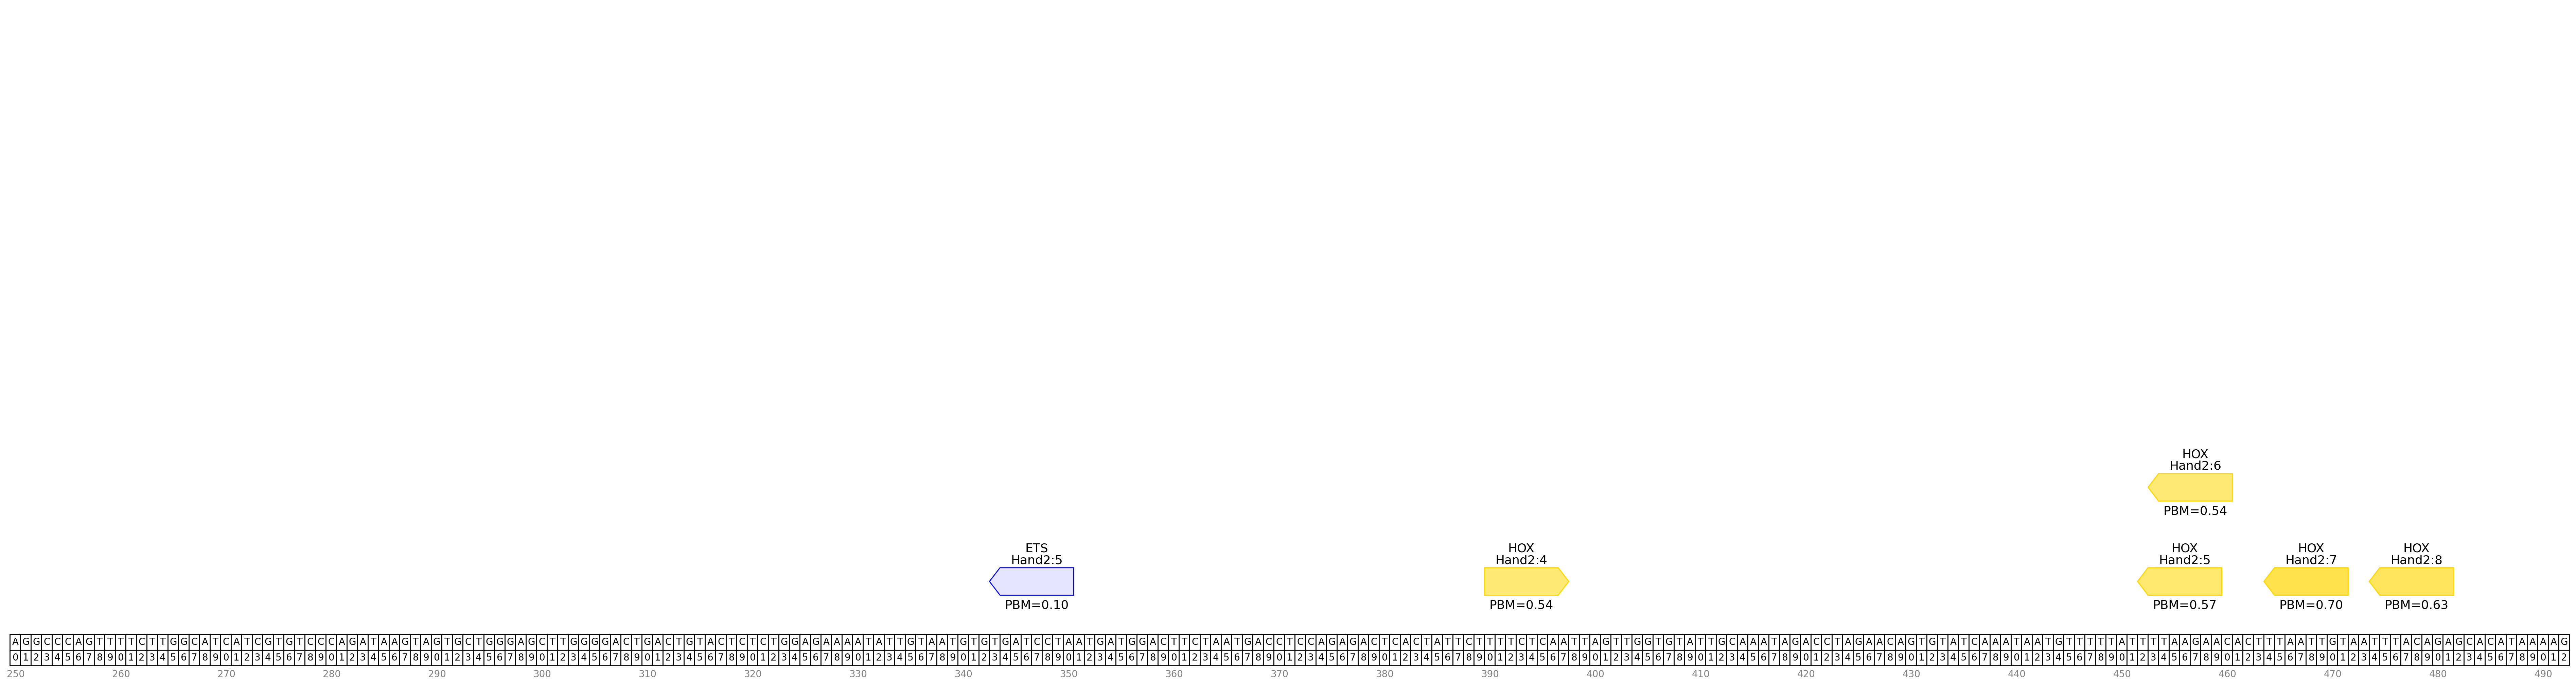 HOX
Hand2:6
PBM=0.54
ETS
Hand2:5
PBM=0.10
HOX
Hand2:4
PBM=0.54
HOX
Hand2:5
PBM=0.57
HOX
Hand2:7
PBM=0.70
HOX
Hand2:8
PBM=0.63
AGGCCCAGTTTTCTTGGCATCATCGTGTCCCAGATAAGTAGTGCTGGGAGCTTGGGGACTGACTGTACTCTCTGGAGAAAATATTGTAATGTGTGATCCTAATGATGGACTTCTAATGACCTCCAGAGACTCACTATTCTTTTCTCAATTAGTTGGTGTATTGCAAATAGACCTAGAACAGTGTATCAAATAATGTTTTTATTTTAAGAACACTTTAATTGTAATTTACAGAGCACATAAAAG
012345678901234567890123456789012345678901234567890123456789012345678901234567890123456789012345678901234567890123456789012345678901234567890123456789012345678901234567890123456789012345678901234567890123456789012345678901234567890123456789012
250 260 270 280 290 300 310 320 330 340 350 360 370 380 390 400 410 420 430 440 450 460 470 480 490